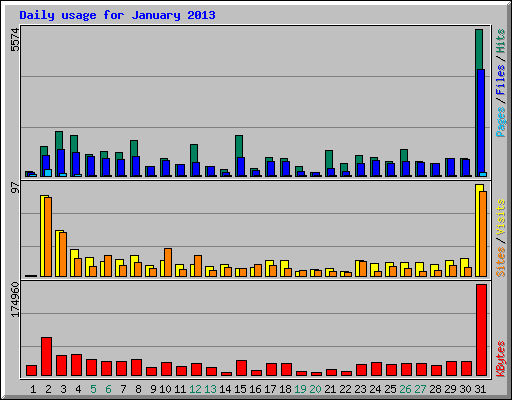 Daily usage for January 2013
5574
Pages / Files / Hits
97
Sites / Visits
174960
KBytes
1 2 3 4 5 6 7 8 9 10 11 12 13 14 15 16 17 18 19 20 21 22 23 24 25 26 27 28 29 30 31